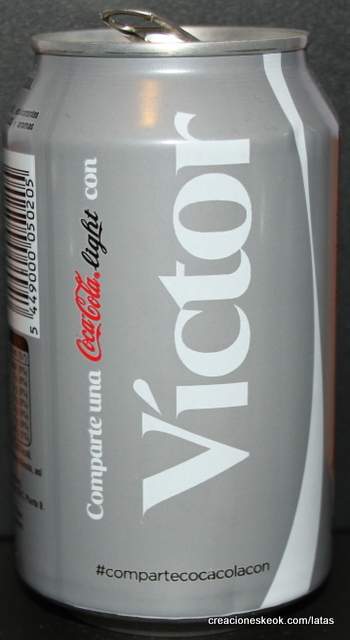 Comparte una Coca-Cola light con
Víctor
#compartecocacolacon
5 449000 050205
creacioneskeok.com/latas